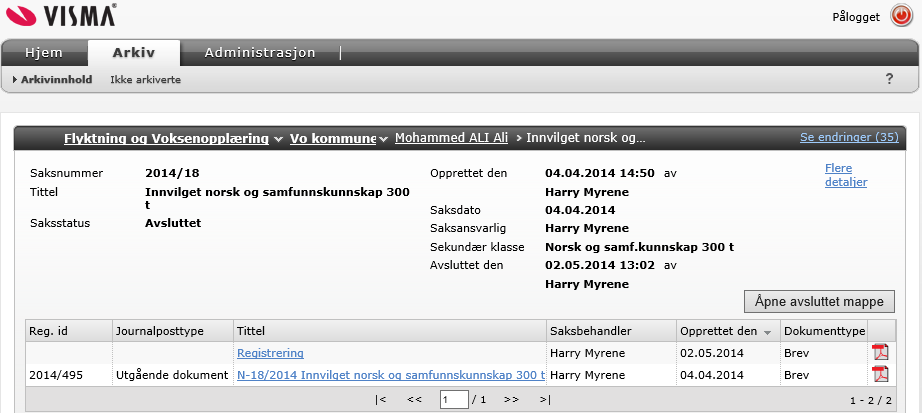 VISMA®
Pålogget
Hjem Arkiv Administrasjon |
Arkivinnhold Ikke arkiverte ?
Flyktning og Voksenopplæring Vo kommune Mohammed ALI Ali > Innvilget norsk og... Se endringer (35)
Saksnummer 2014/18 Opprettet den 04.04.2014 14:50 av Flere
detaljer
Tittel Innvilget norsk og samfunnskunnskap 300 Harry Myrene
t Saksdato 04.04.2014
Saksstatus Avsluttet Saksansvarlig Harry Myrene
Sekundær klasse Norsk og samf.kunnskap 300 t
Avsluttet den 02.05.2014 13:02 av
Harry Myrene
Åpne avsluttet mappe
Reg. id Journalposttype Tittel Saksbehandler Opprettet den Dokumenttype
Registrering Harry Myrene 02.05.2014 Brev
2014/495 Utgående dokument N-18/2014 Innvilget norsk og samfunnskunnskap 300 t Harry Myrene 04.04.2014 Brev
|< << 1 / 1 >> >| 1 - 2 / 2